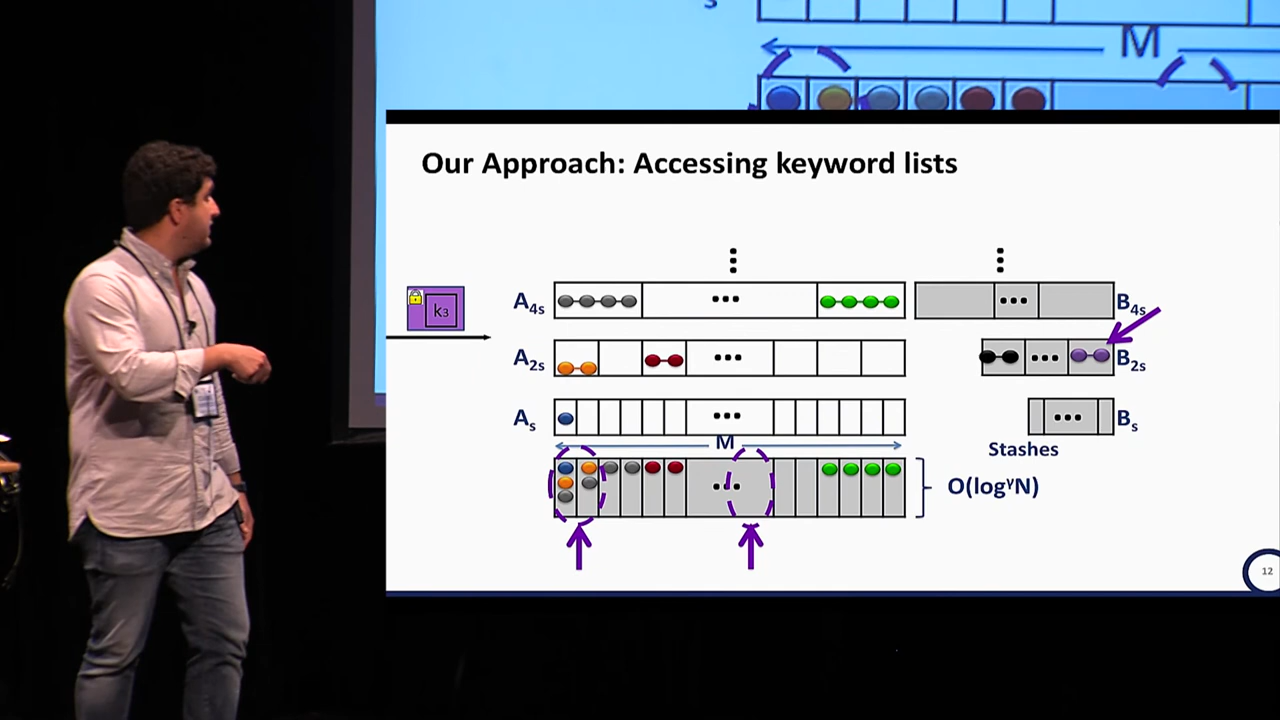 s
M
Our Approach: Accessing keyword lists
k₃
A₄ₛ ... B₄ₛ
A₂ₛ ... B₂ₛ
Aₛ ... Bₛ
M
Stashes
O(logᵞN)
12